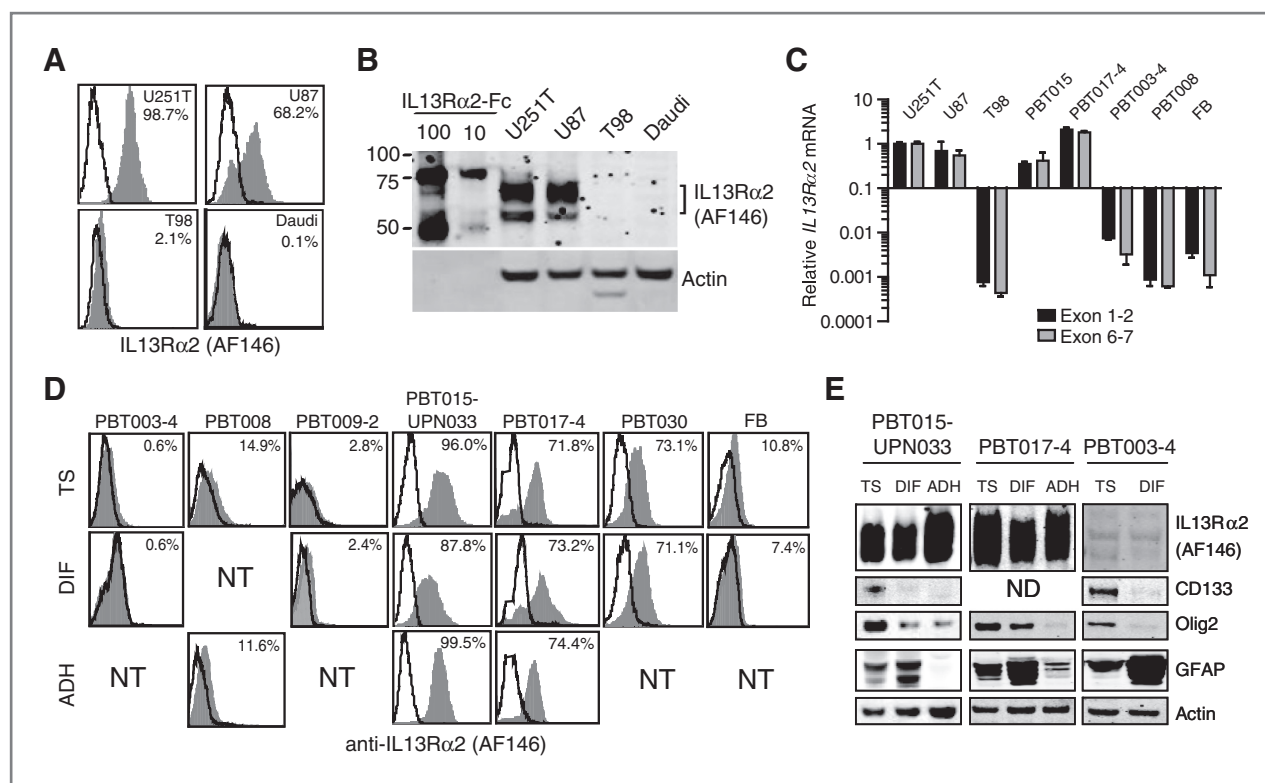 A
U251T
98.7%
U87
68.2%
T98
2.1%
Daudi
0.1%
IL13Rα2 (AF146)
B
IL13Rα2-Fc
100 10 U251T U87 T98 Daudi
100
75
50
IL13Rα2
(AF146)
Actin
C
U251T U87 T98 PBT015 PBT017-4 PBT003-4 PBT008 FB
Relative IL13Rα2 mRNA
10
1
0.1
0.01
0.001
0.0001
Exon 1-2
Exon 6-7
D
PBT003-4 PBT008 PBT009-2 PBT015-UPN033 PBT017-4 PBT030 FB
TS
0.6% 14.9% 2.8% 96.0% 71.8% 73.1% 10.8%
DIF
0.6% NT 2.4% 87.8% 73.2% 71.1% 7.4%
ADH
NT 11.6% NT 99.5% 74.4% NT NT
anti-IL13Rα2 (AF146)
E
PBT015-UPN033 PBT017-4 PBT003-4
TS DIF ADH TS DIF ADH TS DIF
IL13Rα2
(AF146)
ND CD133
Olig2
GFAP
Actin